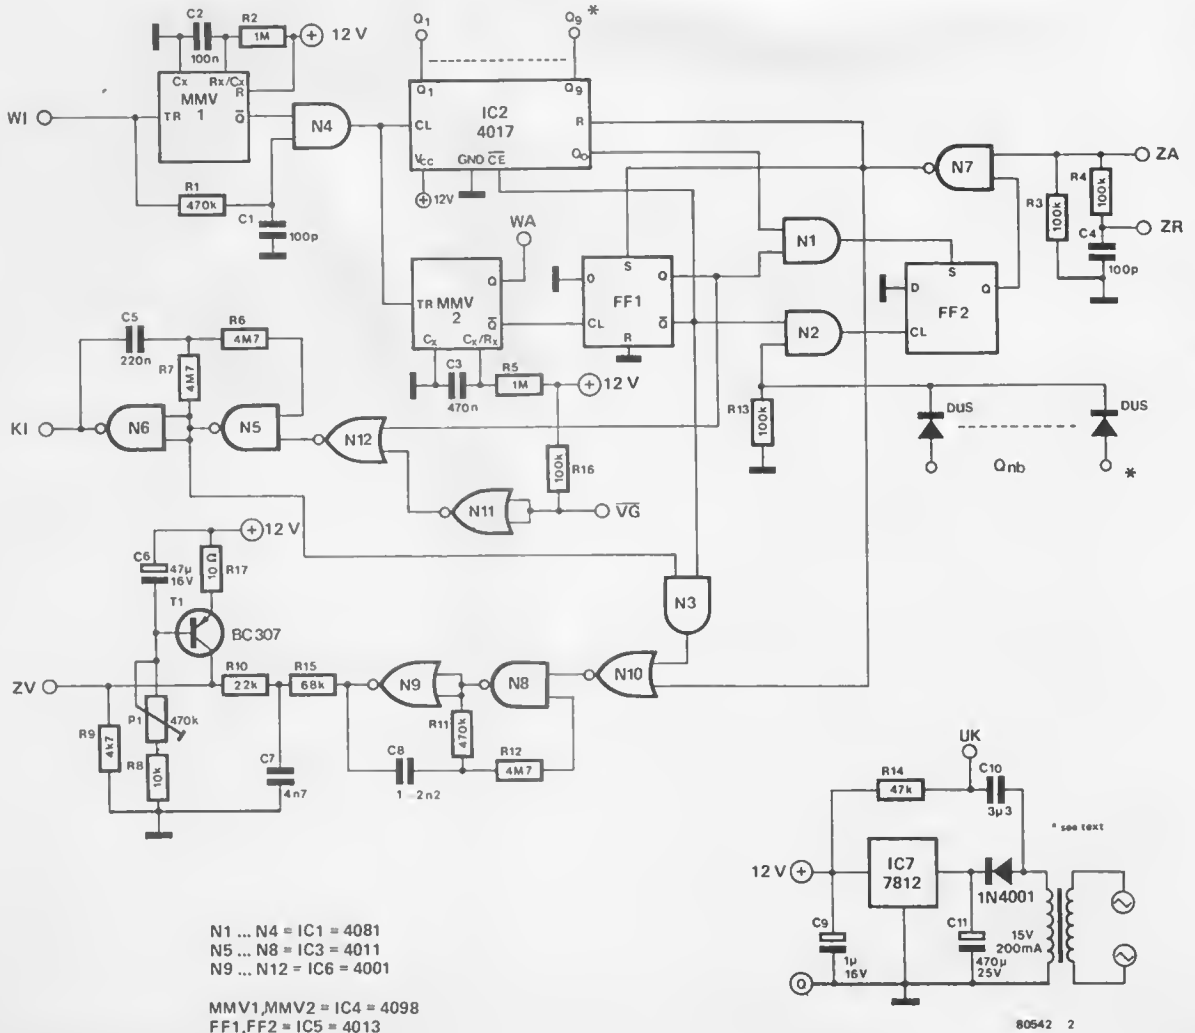 C2
100n
R2
1M
12 V
Cx
Rx/Cx
R
MMV
1
TR
Q̅
WI
R1
470k
C1
100p
N4
Q1
Q9 *
Q1
Q9
IC2
4017
CL
R
Q0
VCC
GND
C̅E̅
12V
WA
TR
MMV
2
Q
Q̅
Cx
Cx/Rx
C3
470n
R5
1M
12 V
D
S
Q
FF1
CL
Q̅
R
N7
ZA
R4
100k
R3
100k
ZR
C4
100p
N1
N2
D
S
Q
FF2
CL
R13
100k
DUS
DUS
Qnb
*
C5
220n
R6
4M7
R7
4M7
KI
N6
N5
N12
N11
R16
100k
V̅G̅
12 V
C6
47µ
16V
10 Ω
R17
T1
BC307
N3
ZV
R10
22k
R15
68k
N9
N8
N10
P1
470k
R9
4k7
R8
10k
C7
4n7
R11
470k
C8
1 2n2
R12
4M7
UK
R14
47k
C10
3µ3
* see text
12 V
IC7
7812
1N4001
C9
1µ
16V
C11
470µ
25V
15V
200mA
0
N1 ... N4 = IC1 = 4081
N5 ... N8 = IC3 = 4011
N9 ... N12 = IC6 = 4001
MMV1,MMV2 = IC4 = 4098
FF1,FF2 = IC5 = 4013
80542 2